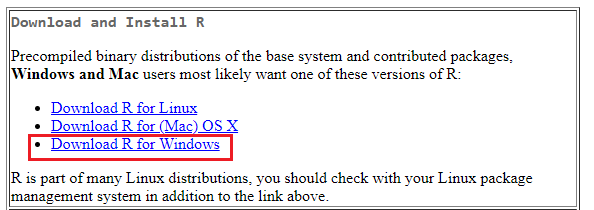 Download and Install R
Precompiled binary distributions of the base system and contributed packages,
Windows and Mac users most likely want one of these versions of R:
Download R for Linux
Download R for (Mac) OS X
Download R for Windows
R is part of many Linux distributions, you should check with your Linux package
management system in addition to the link above.